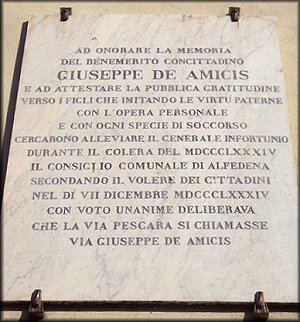 AD ONORARE LA MEMORIA
DEL BENEMERITO CONCITTADINO
GIUSEPPE DE AMICIS
E AD ATTESTARE LA PUBBLICA GRATITUDINE
VERSO I FIGLI CHE IMITANDO LE VIRTÙ PATERNE
CON L'OPERA PERSONALE
E CON OGNI SPECIE DI SOCCORSO
CERCARONO ALLEVIARE IL GENERALE INFORTUNIO
DURANTE IL COLERA DEL MDCCCLXXXIV
IL CONSIGLIO COMUNALE DI ALFEDENA
SECONDANDO IL VOLERE DEI CITTADINI
NEL DÌ VII DICEMBRE MDCCCLXXXIV
CON VOTO UNANIME DELIBERAVA
CHE LA VIA PESCARA SI CHIAMASSE
VIA GIUSEPPE DE AMICIS